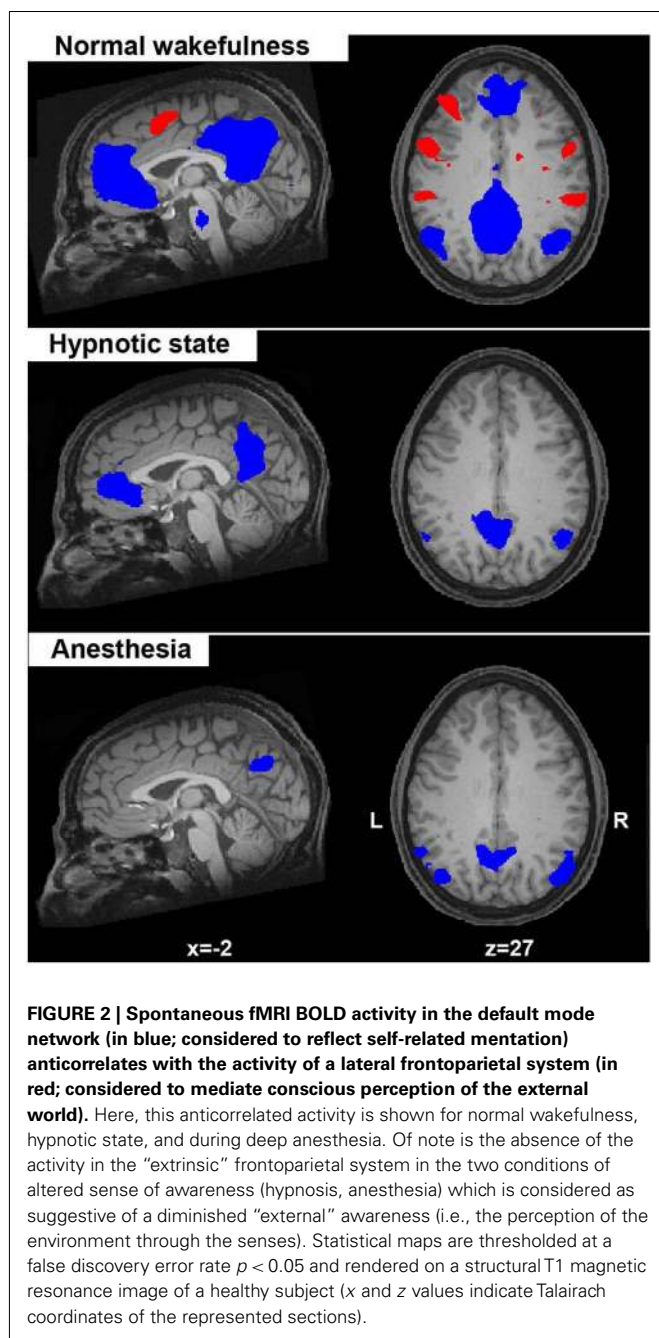 Normal wakefulness
Hypnotic state
Anesthesia
L
R
x=-2
z=27
FIGURE 2 | Spontaneous fMRI BOLD activity in the default mode
network (in blue; considered to reflect self-related mentation)
anticorrelates with the activity of a lateral frontoparietal system (in
red; considered to mediate conscious perception of the external
world). Here, this anticorrelated activity is shown for normal wakefulness,
hypnotic state, and during deep anesthesia. Of note is the absence of the
activity in the “extrinsic” frontoparietal system in the two conditions of
altered sense of awareness (hypnosis, anesthesia) which is considered as
suggestive of a diminished “external” awareness (i.e., the perception of the
environment through the senses). Statistical maps are thresholded at a
false discovery error rate p < 0.05 and rendered on a structural T1 magnetic
resonance image of a healthy subject (x and z values indicate Talairach
coordinates of the represented sections).